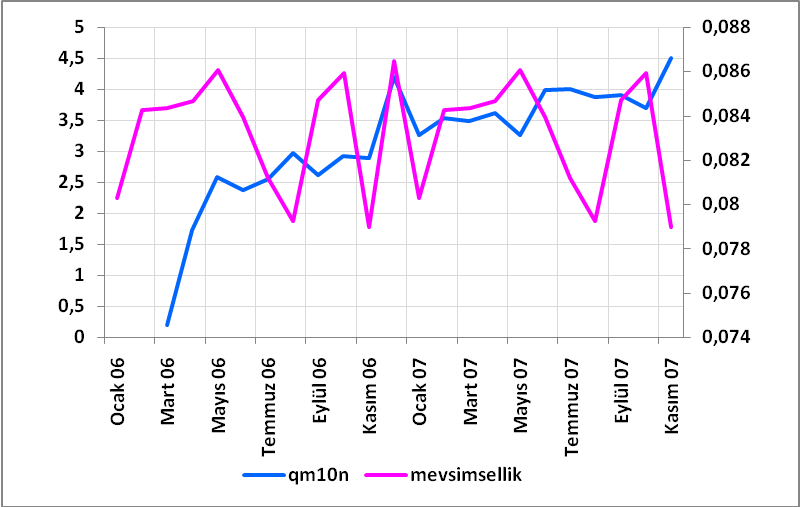 5
4,5
4
3,5
3
2,5
2
1,5
1
0,5
0
0,088
0,086
0,084
0,082
0,08
0,078
0,076
0,074
Ocak 06
Mart 06
Mayıs 06
Temmuz 06
Eylül 06
Kasım 06
Ocak 07
Mart 07
Mayıs 07
Temmuz 07
Eylül 07
Kasım 07
qm10n
mevsimsellik